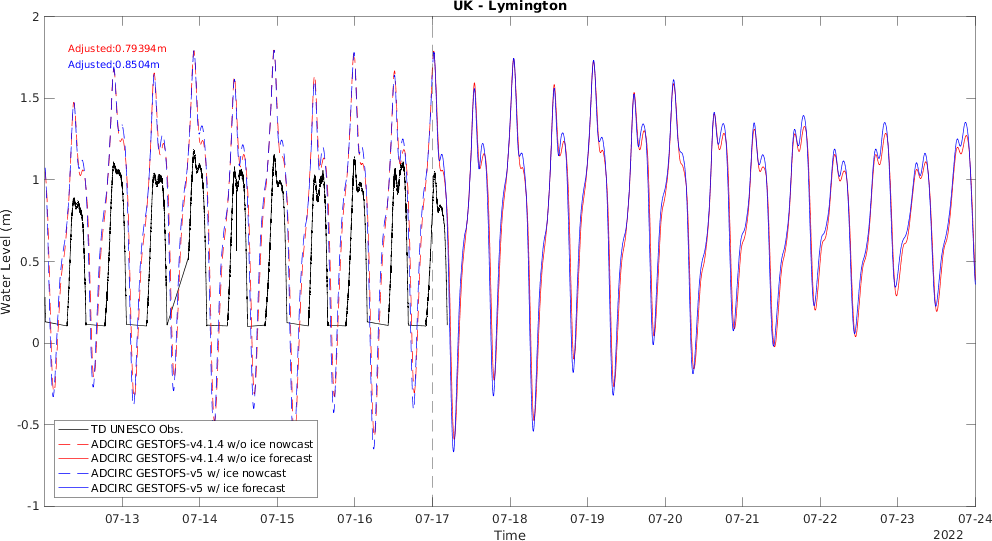 UK - Lymington
2
1.5
1
0.5
0
-0.5
-1
Water Level (m)
Adjusted:0.79394m
Adjusted:0.8504m
TD UNESCO Obs.
ADCIRC GESTOFS-v4.1.4 w/o ice nowcast
ADCIRC GESTOFS-v4.1.4 w/o ice forecast
ADCIRC GESTOFS-v5 w/ ice nowcast
ADCIRC GESTOFS-v5 w/ ice forecast
07-13 07-14 07-15 07-16 07-17 07-18 07-19 07-20 07-21 07-22 07-23 07-24
Time
2022